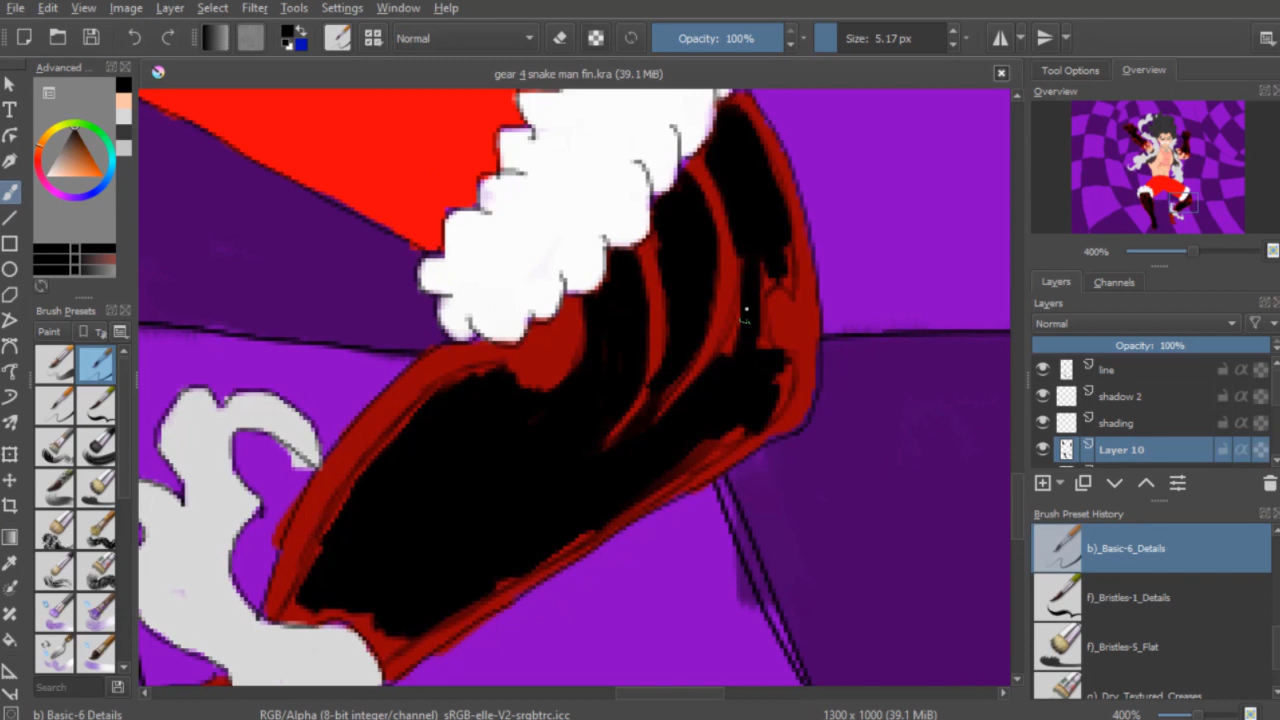 File Edit View Image Layer Select Filter Tools Settings Window Help
Normal
Opacity: 100%
Size: 5.17 px
Advanced ...
gear 4 snake man fin.kra (39.1 MiB)
Tool Options
Overview
Overview
400%
Brush Presets
Paint
Layers
Channels
Layers
Normal
Opacity: 100%
line
shadow 2
shading
Layer 10
Brush Preset History
b)_Basic-6_Details
f)_Bristles-1_Details
f)_Bristles-5_Flat
g)_Dry_Textured_Creases
Search
b) Basic-6 Details
RGB/Alpha (8-bit integer/channel) sRGB-elle-V2-srgbtrc.icc
1300 x 1000 (39.1 MiB)
400%